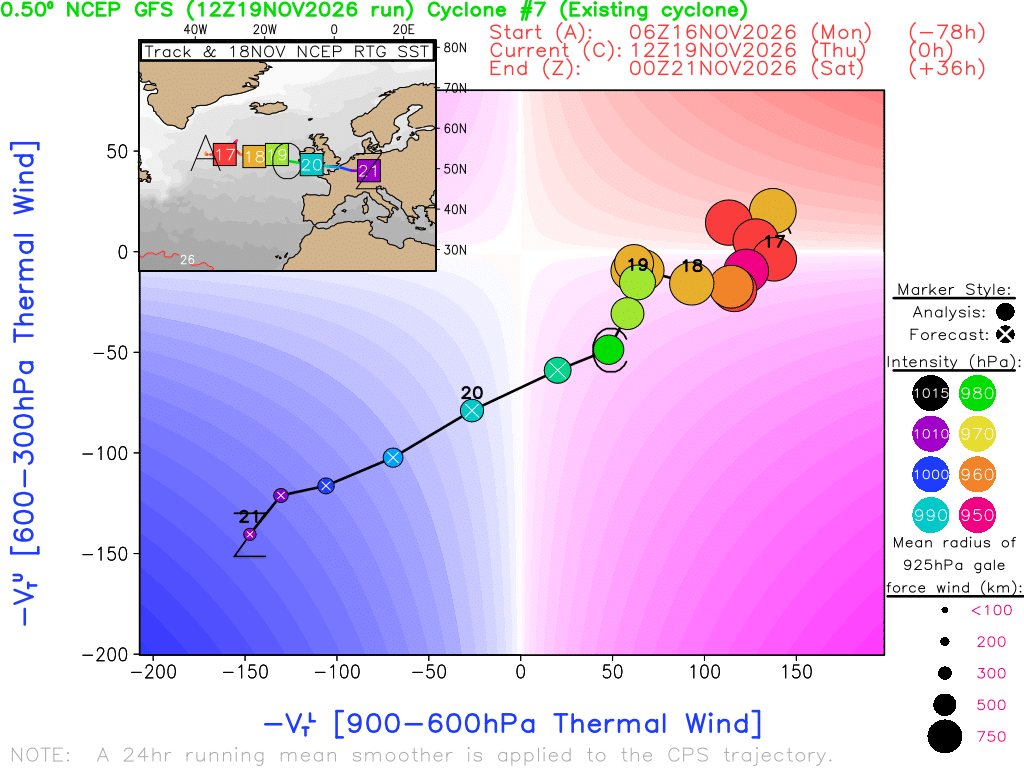 0.50° NCEP GFS (12Z19NOV2026 run) Cyclone #7 (Existing cyclone)
Start (A): 06Z16NOV2026 (Mon) (−78h)
Current (C): 12Z19NOV2026 (Thu) (0h)
End (Z): 00Z21NOV2026 (Sat) (+36h)
40W 20W 0 20E
Track & 18NOV NCEP RTG SST
80N
70N
60N
50N
40N
30N
A 17 18 19 C 20 21 Z
26
−V_T^U [600−300hPa Thermal Wind]
50
0
−50
−100
−150
−200
A
17
18
19
C
20
21
Z
−200 −150 −100 −50 0 50 100 150
−V_T^L [900−600hPa Thermal Wind]
Marker Style:
Analysis:
Forecast:
Intensity (hPa):
1015 980
1010 970
1000 960
990 950
Mean radius of
925hPa gale
force wind (km):
<100
200
300
500
750
NOTE: A 24hr running mean smoother is applied to the CPS trajectory.